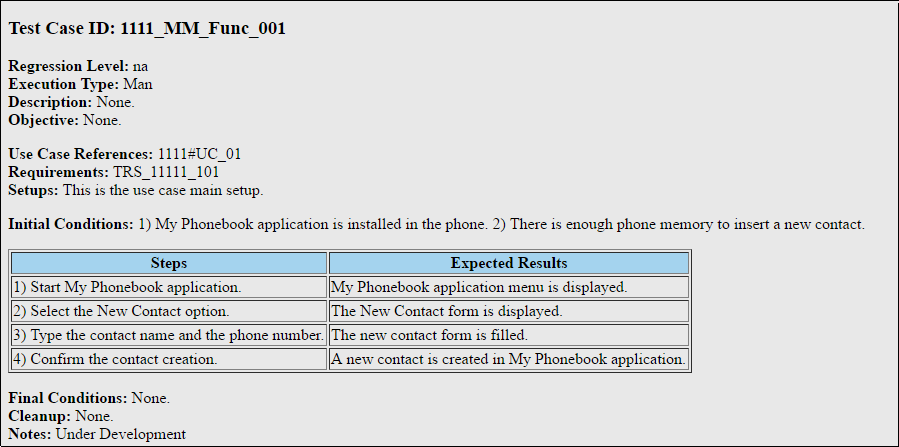 Test Case ID: 1111_MM_Func_001
Regression Level: na
Execution Type: Man
Description: None.
Objective: None.
Use Case References: 1111#UC_01
Requirements: TRS_11111_101
Setups: This is the use case main setup.
Initial Conditions: 1) My Phonebook application is installed in the phone. 2) There is enough phone memory to insert a new contact.
Steps Expected Results
1) Start My Phonebook application. My Phonebook application menu is displayed.
2) Select the New Contact option. The New Contact form is displayed.
3) Type the contact name and the phone number. The new contact form is filled.
4) Confirm the contact creation. A new contact is created in My Phonebook application.
Final Conditions: None.
Cleanup: None.
Notes: Under Development